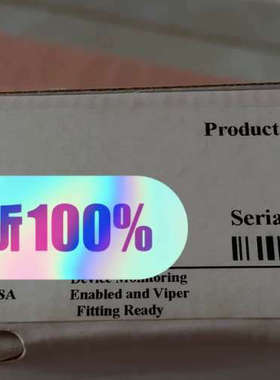 Product
新100%
Seria
SA
Device Monitoring
Enabled and Viper
Fitting Ready